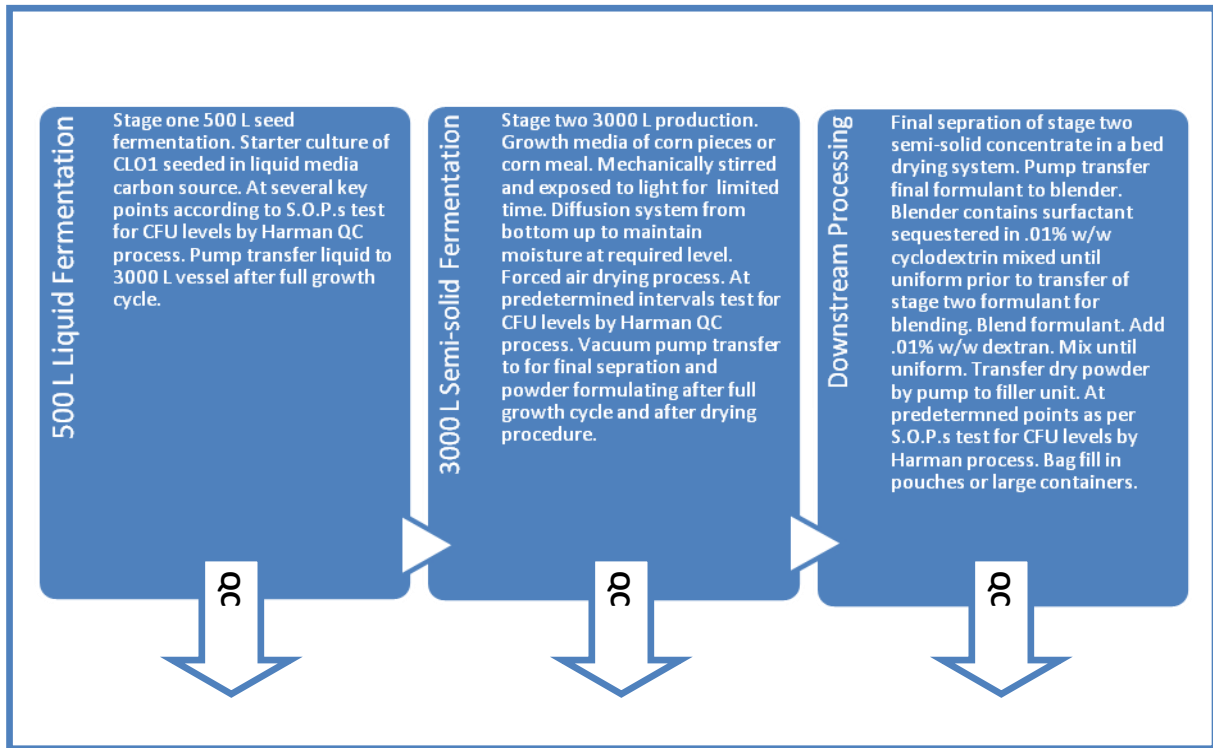 500 L Liquid Fermentation
Stage one 500 L seed
fermentation. Starter culture of
CLO1 seeded in liquid media
carbon source. At several key
points according to S.O.P.s test
for CFU levels by Harman QC
process. Pump transfer liquid to
3000 L vessel after full growth
cycle.
QC
3000 L Semi-solid Fermentation
Stage two 3000 L production.
Growth media of corn pieces or
corn meal. Mechanically stirred
and exposed to light for limited
time. Diffusion system from
bottom up to maintain
moisture at required level.
Forced air drying process. At
predetermined intervals test for
CFU levels by Harman QC
process. Vacuum pump transfer
to for final sepration and
powder formulating after full
growth cycle and after drying
procedure.
QC
Downstream Processing
Final sepration of stage two
semi-solid concentrate in a bed
drying system. Pump transfer
final formulant to blender.
Blender contains surfactant
sequestered in .01% w/w
cyclodextrin mixed until
uniform prior to transfer of
stage two formulant for
blending. Blend formulant. Add
.01% w/w dextran. Mix until
uniform. Transfer dry powder
by pump to filler unit. At
predetermned points as per
S.O.P.s test for CFU levels by
Harman process. Bag fill in
pouches or large containers.
QC